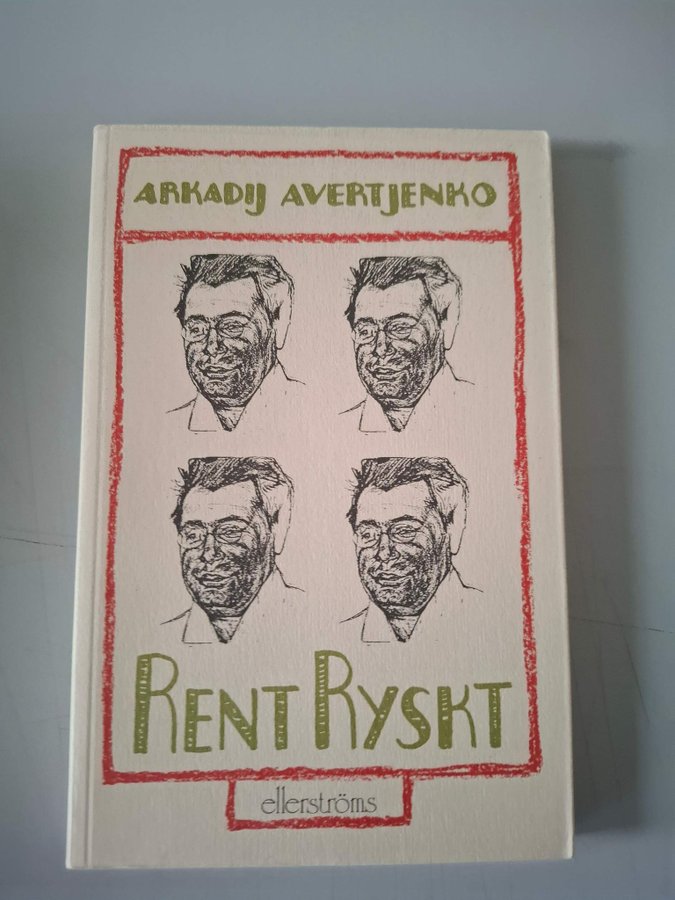 ARKADIJ AVERTJENKO
RENT RYSKT
ellerströms